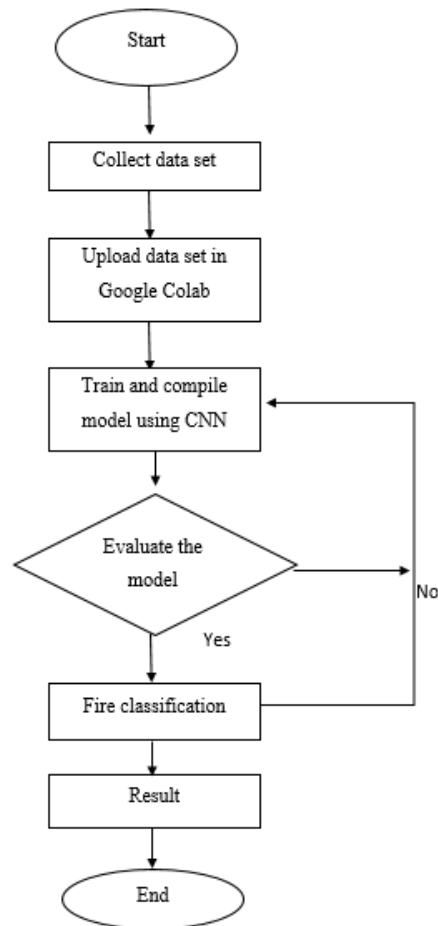 Start
Collect data set
Upload data set in
Google Colab
Train and compile
model using CNN
Evaluate the
model
No
Yes
Fire classification
Result
End